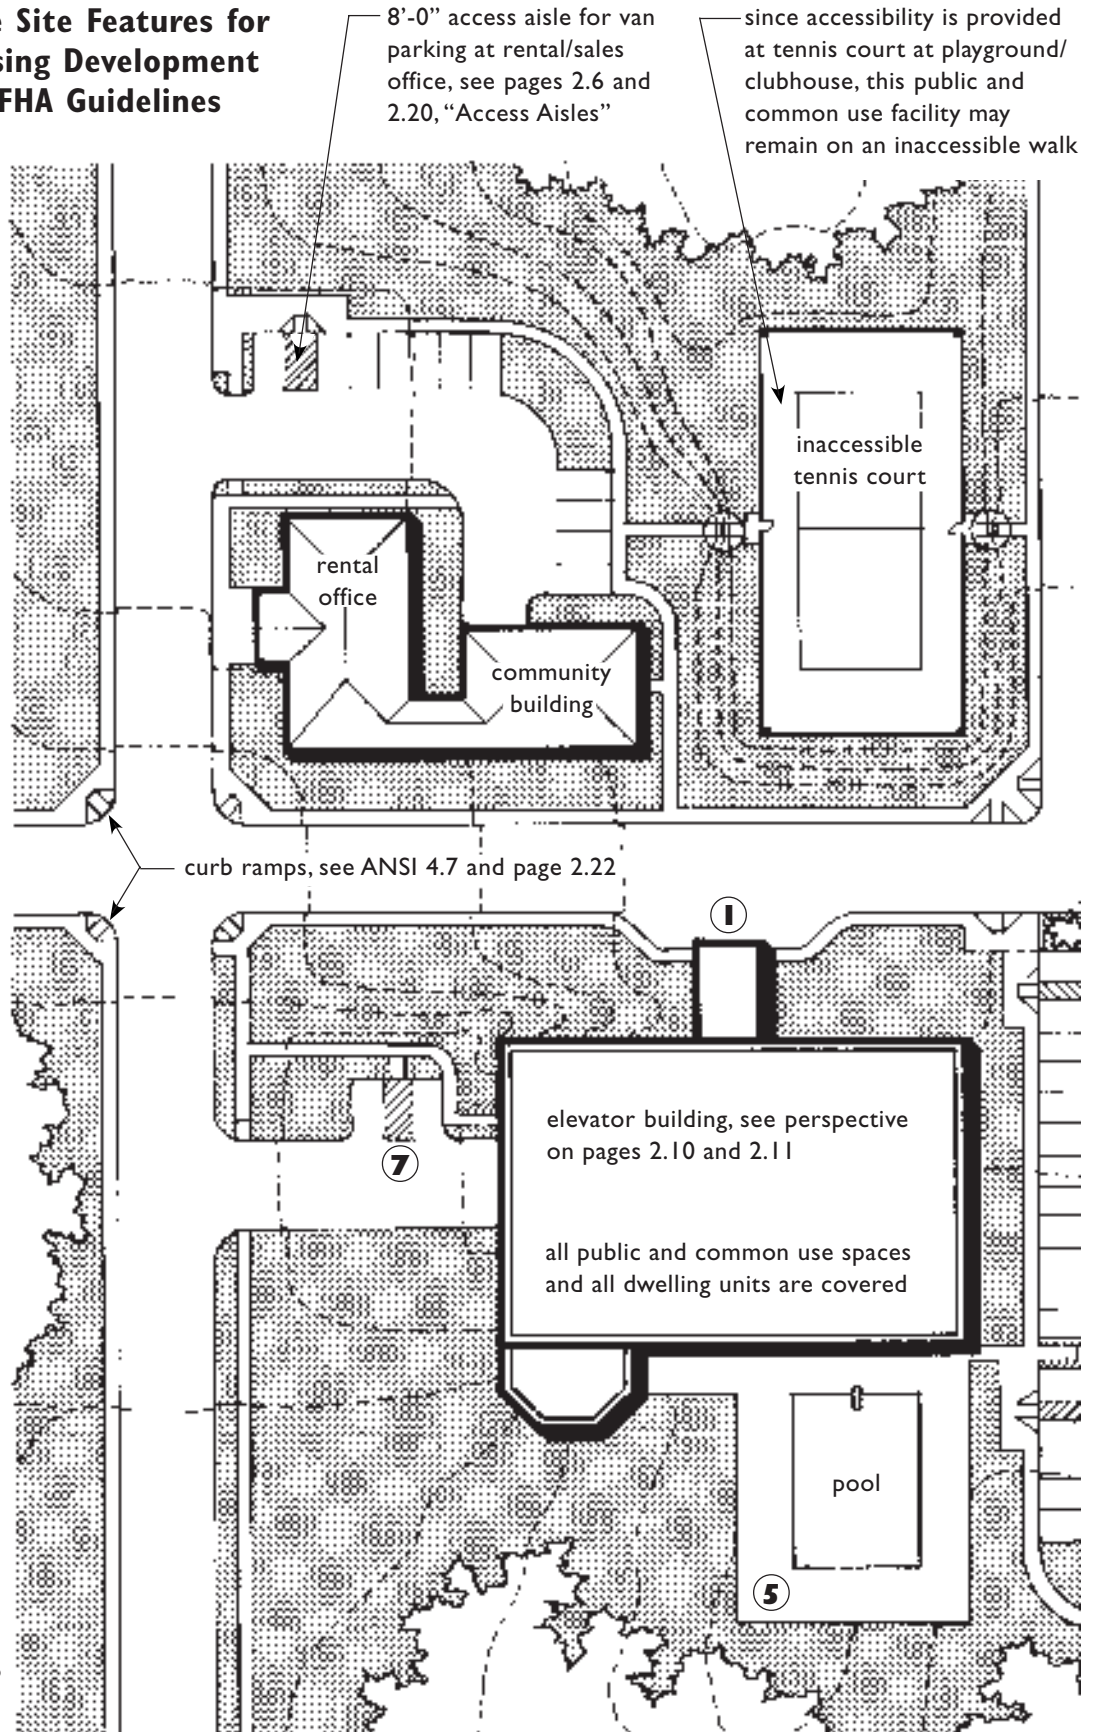 Site Features for
Development
FHA Guidelines
8'-0” access aisle for van
parking at rental/sales
office, see pages 2.6 and
2.20, “Access Aisles”
since accessibility is provided
at tennis court at playground/
clubhouse, this public and
common use facility may
remain on an inaccessible walk
inaccessible
tennis court
rental
office
community
building
curb ramps, see ANSI 4.7 and page 2.22
1
elevator building, see perspective
on pages 2.10 and 2.11
7
all public and common use spaces
and all dwelling units are covered
pool
5